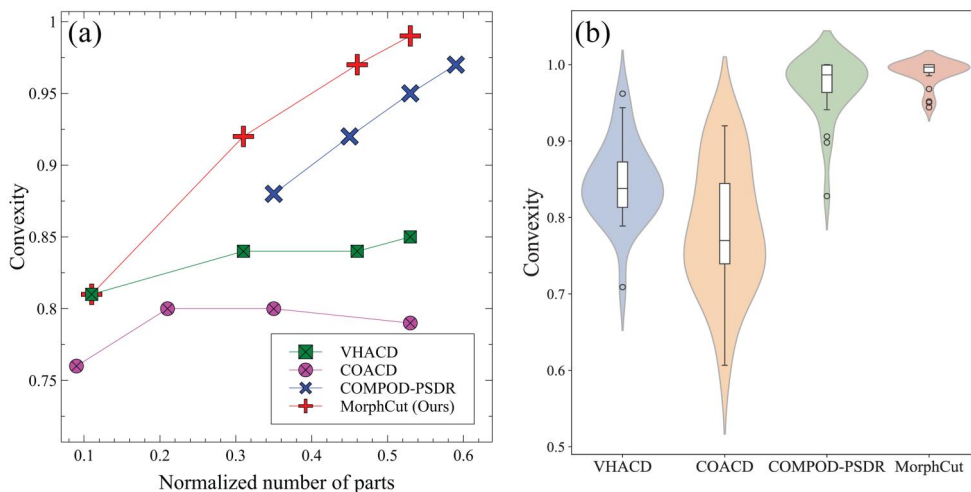 (a)
Convexity
1
0.95
0.9
0.85
0.8
0.75
VHACD
COACD
COMPOD-PSDR
MorphCut (Ours)
0.1 0.2 0.3 0.4 0.5 0.6
Normalized number of parts
(b)
Convexity
1.0
0.9
0.8
0.7
0.6
0.5
VHACD COACD COMPOD-PSDR MorphCut